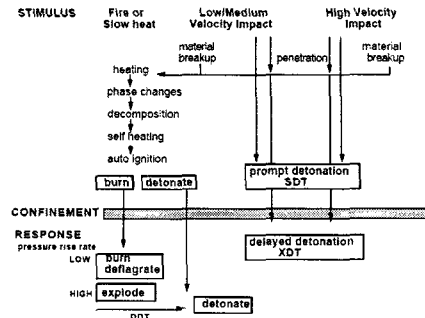 STIMULUS
Fire or
Slow heat
Low/Medium
Velocity Impact
High Velocity
Impact
material
breakup
penetration
material
breakup
heating
phase changes
decomposition
self heating
auto ignition
burn
detonate
prompt detonation
SDT
CONFINEMENT
RESPONSE
pressure rise rate
delayed detonation
XDT
LOW
burn
deflagrate
HIGH
explode
detonate
DDT